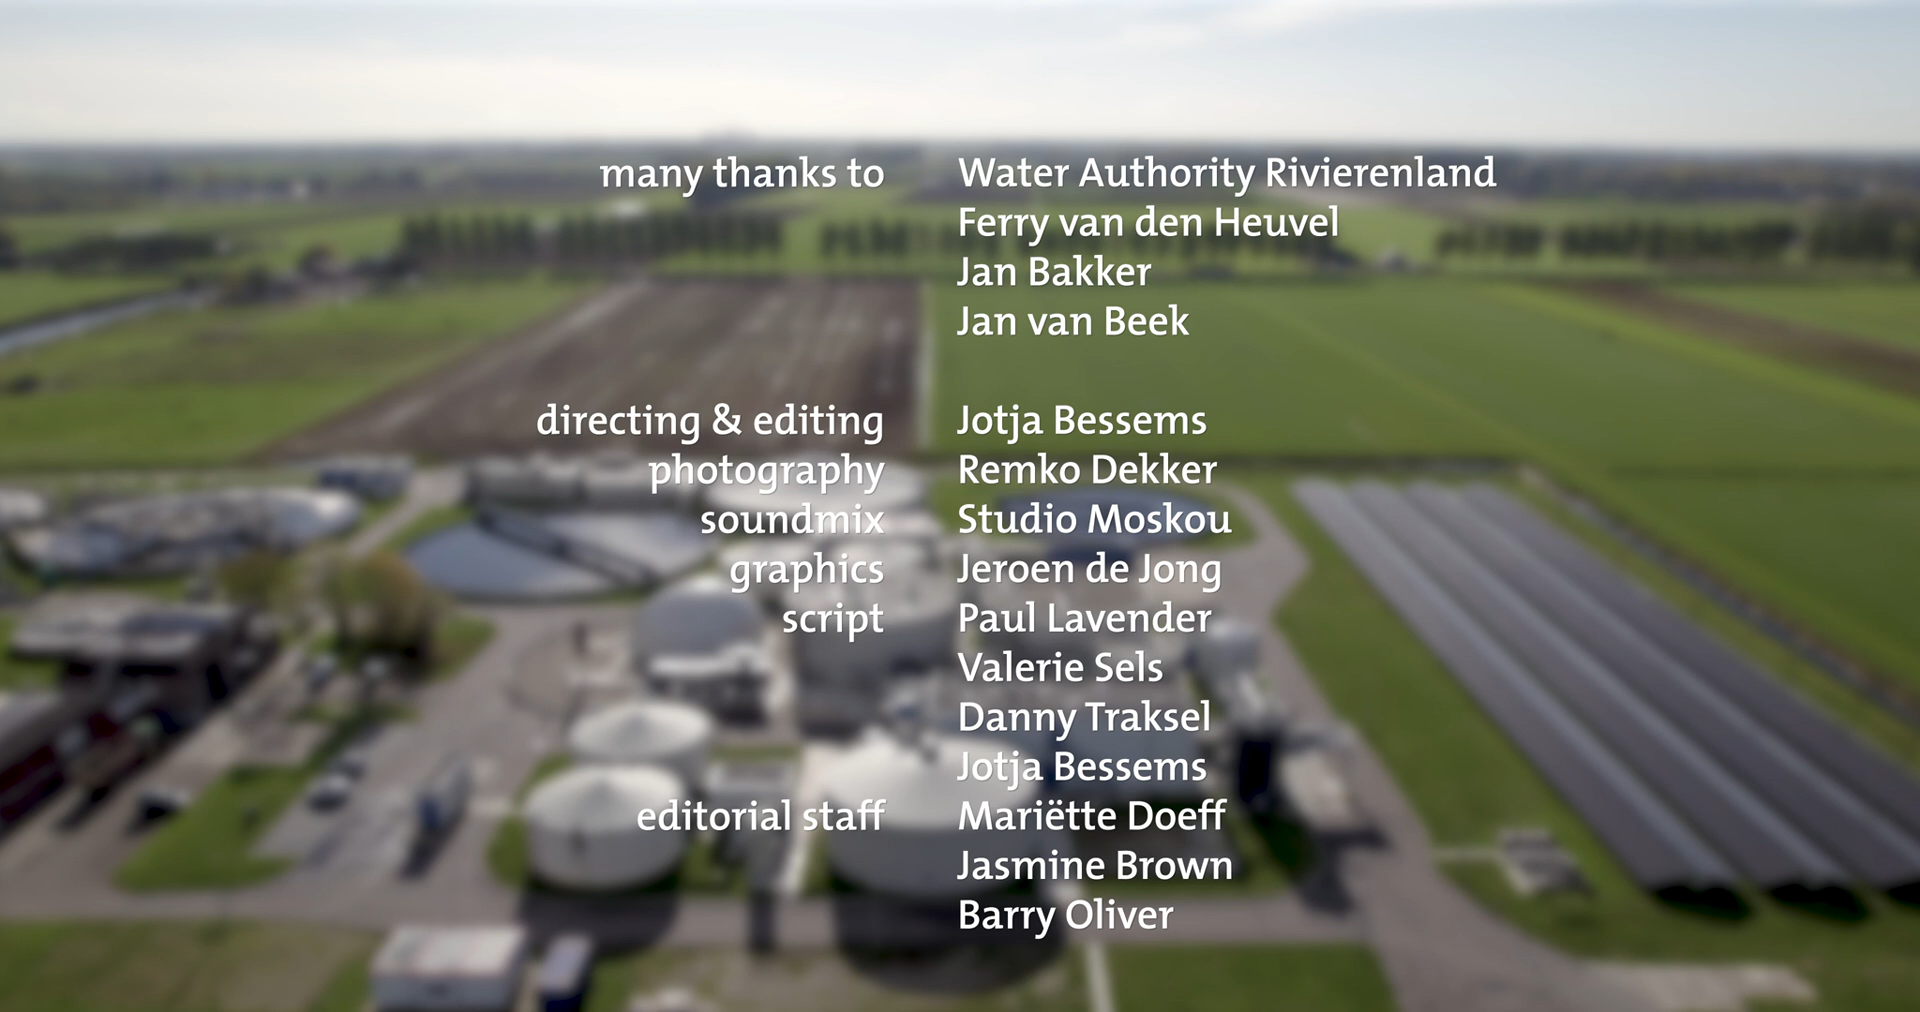 many thanks to Water Authority Rivierenland
Ferry van den Heuvel
Jan Bakker
Jan van Beek
directing & editing Jotja Bessems
photography Remko Dekker
soundmix Studio Moskou
graphics Jeroen de Jong
script Paul Lavender
Valerie Sels
Danny Traksel
Jotja Bessems
editorial staff Mariëtte Doeff
Jasmine Brown
Barry Oliver